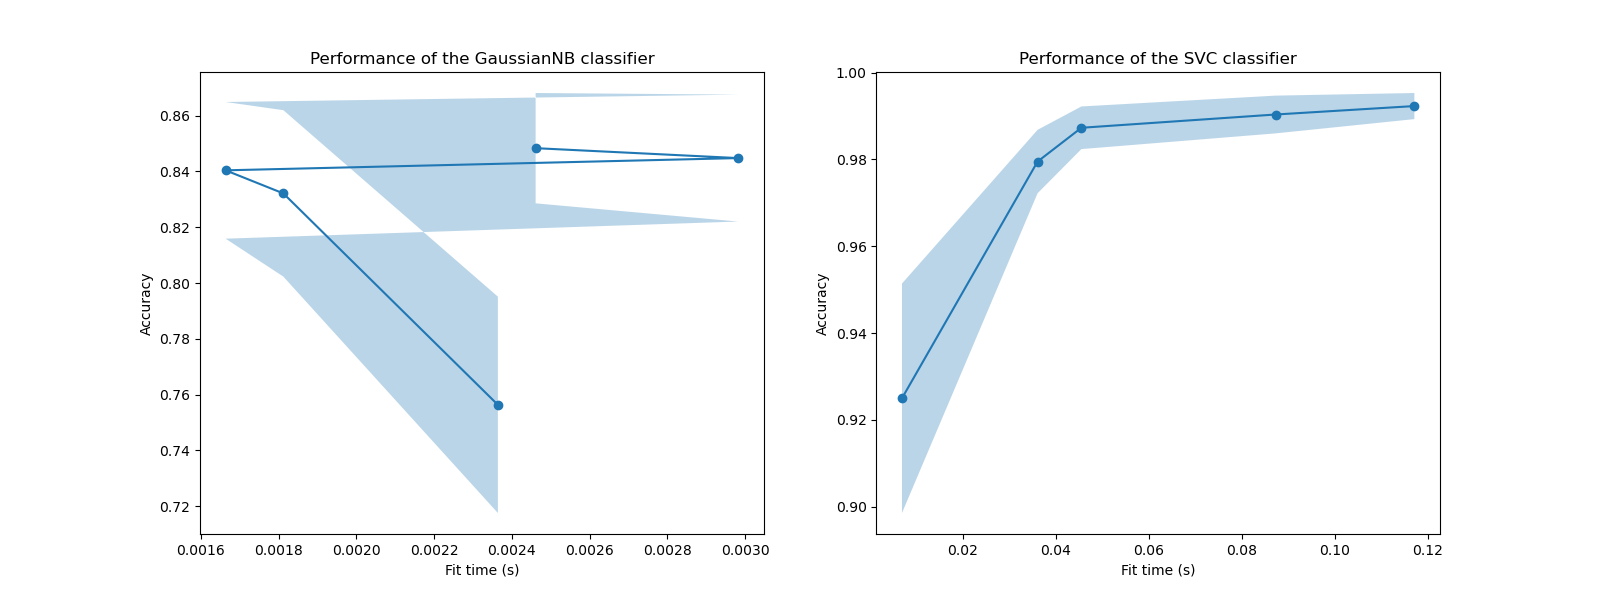 Performance of the GaussianNB classifier
0.86
0.84
0.82
0.80
0.78
0.76
0.74
0.72
Accuracy
0.0016 0.0018 0.0020 0.0022 0.0024 0.0026 0.0028 0.0030
Fit time (s)
Performance of the SVC classifier
1.00
0.98
0.96
0.94
0.92
0.90
Accuracy
0.02 0.04 0.06 0.08 0.10 0.12
Fit time (s)